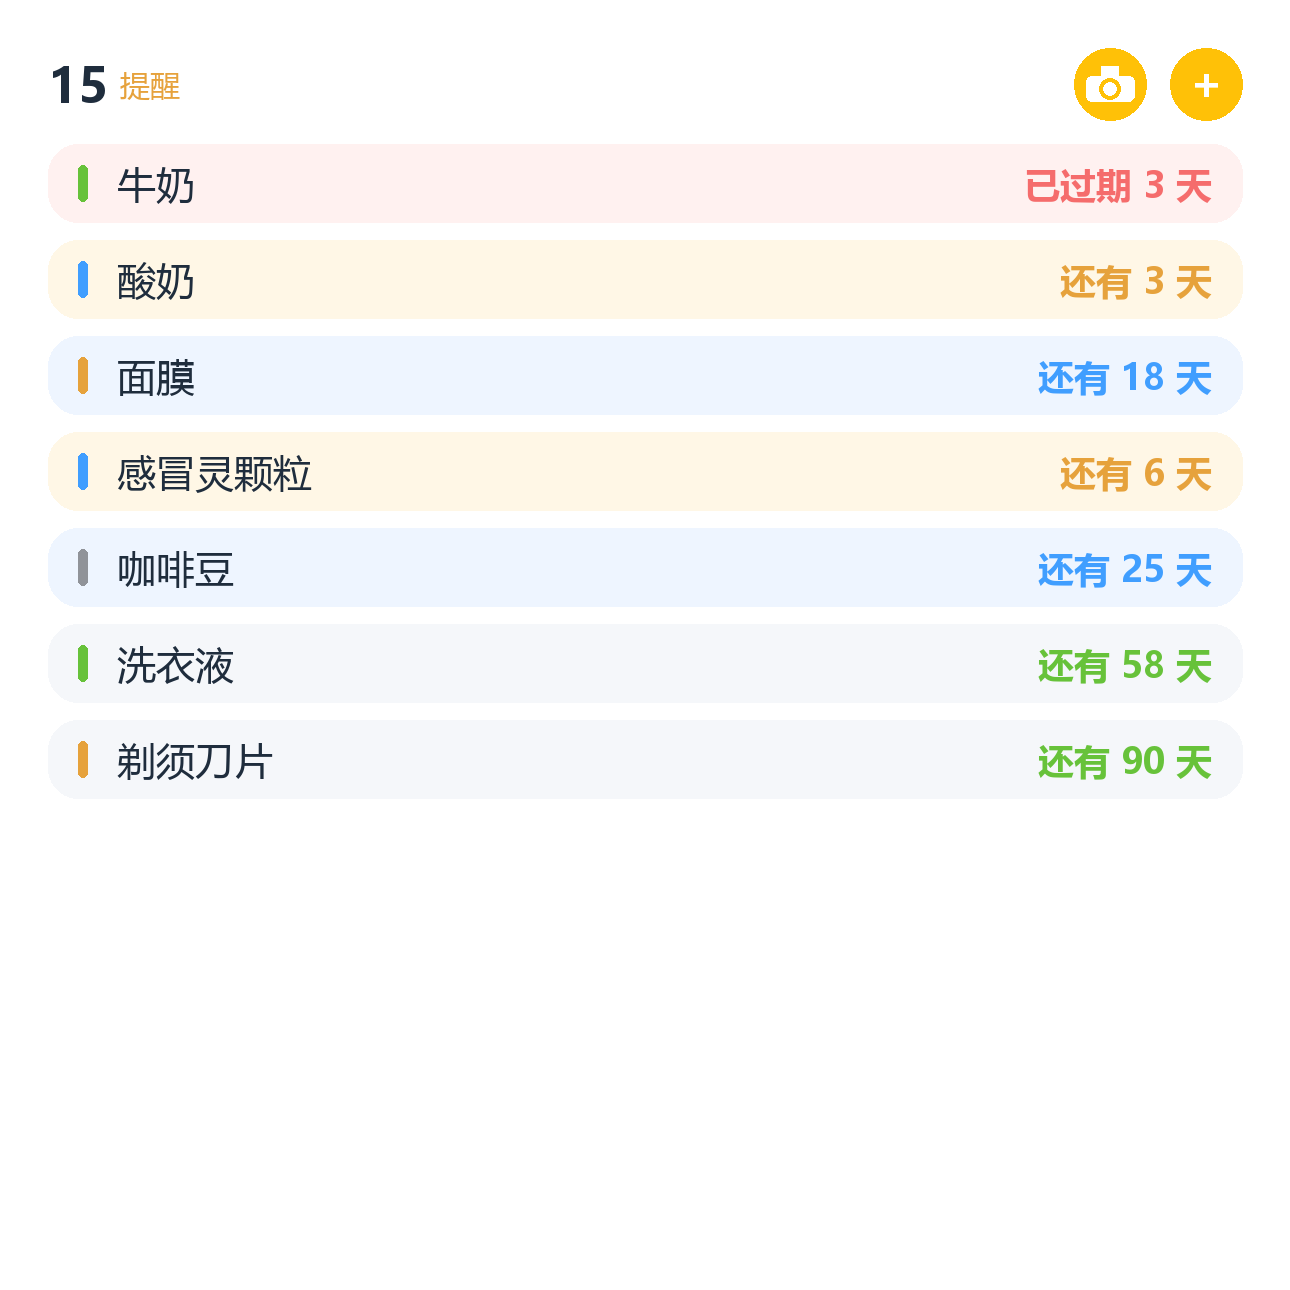 15 提醒
+
牛奶 已过期 3 天
酸奶 还有 3 天
面膜 还有 18 天
感冒灵颗粒 还有 6 天
咖啡豆 还有 25 天
洗衣液 还有 58 天
剃须刀片 还有 90 天